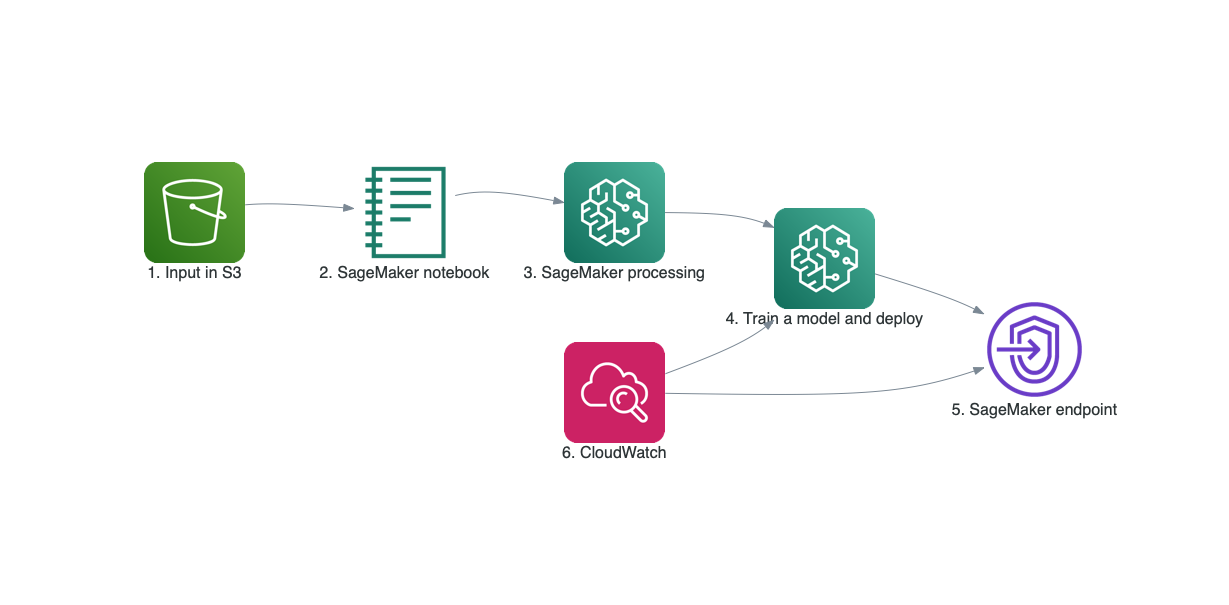 1. Input in S3
2. SageMaker notebook
3. SageMaker processing
4. Train a model and deploy
5. SageMaker endpoint
6. CloudWatch